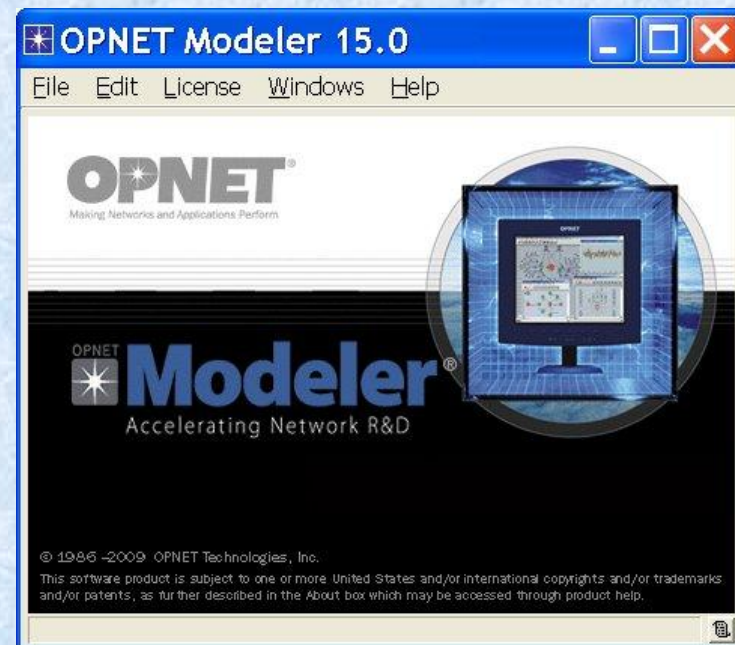 OPNET Modeler 15.0
File Edit License Windows Help
OPNET®
Making Networks and Applications Perform
OPNET
OPNET
Modeler®
Accelerating Network R&D
© 1986 –2009 OPNET Technologies, Inc.
This software product is subject to one or more United States and/or international copyrights and/or trademarks
and/or patents, as further described in the About box which may be accessed through product help.